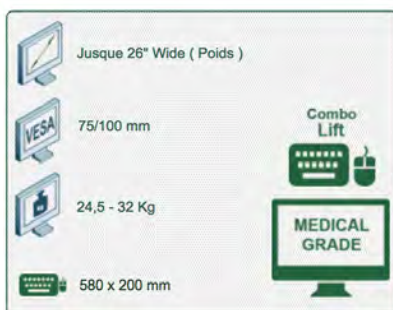 Jusque 26" Wide ( Poids )
VESA
75/100 mm
24,5 - 32 Kg
580 x 200 mm
Combo
Lift
MEDICAL
GRADE